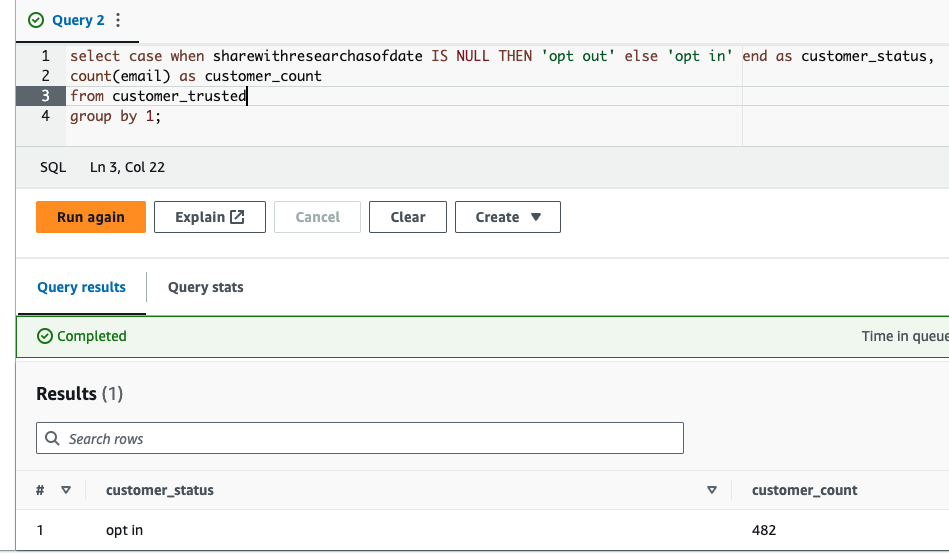 Query 2
1 select case when sharewithresearchasofdate IS NULL THEN 'opt out' else 'opt in' end as customer_status,
2 count(email) as customer_count
3 from customer_trusted
4 group by 1;
SQL Ln 3, Col 22
Run again Explain Cancel Clear Create
Query results Query stats
Completed Time in queue
Results (1)
Search rows
# customer_status customer_count
1 opt in 482